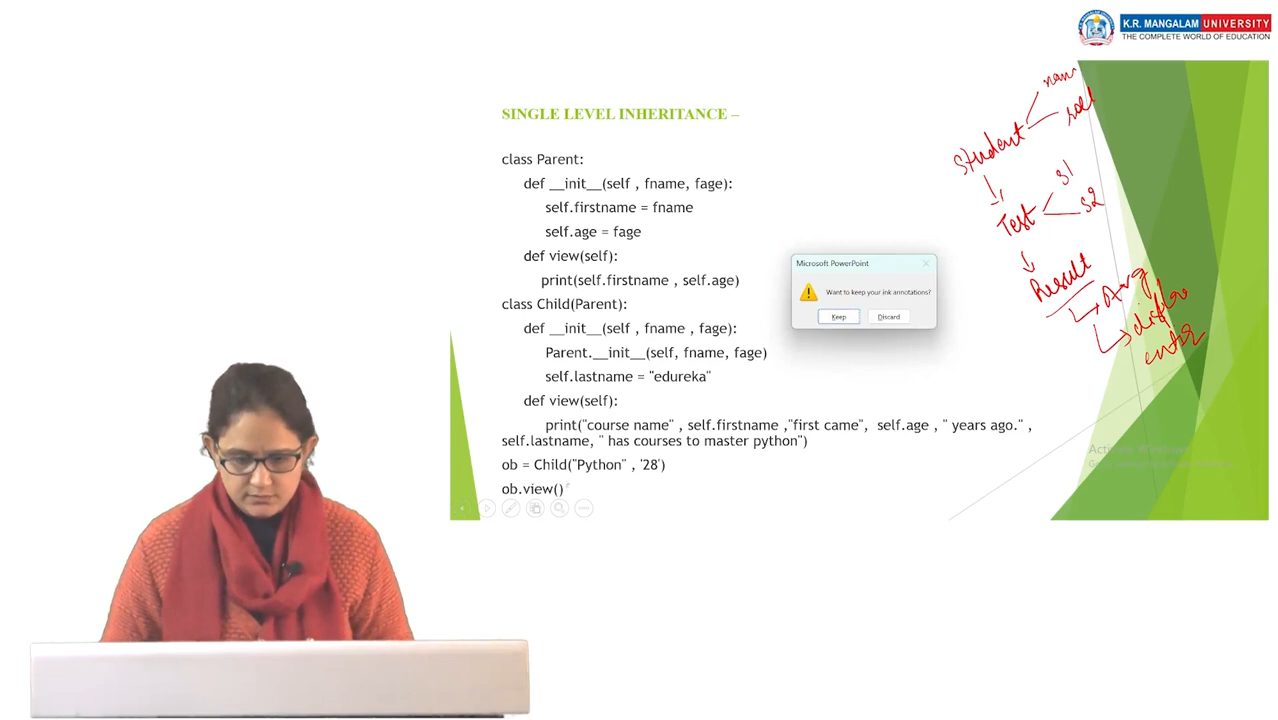 K.R. MANGALAM UNIVERSITY
THE COMPLETE WORLD OF EDUCATION
SINGLE LEVEL INHERITANCE –
class Parent:
def __init__(self , fname, fage):
self.firstname = fname
self.age = fage
def view(self):
print(self.firstname , self.age)
class Child(Parent):
def __init__(self , fname , fage):
Parent.__init__(self, fname, fage)
self.lastname = "edureka"
def view(self):
print("course name" , self.firstname ,"first came", self.age , " years ago." ,
self.lastname, " has courses to master python")
ob = Child("Python" , '28')
ob.view()
Microsoft PowerPoint
Want to keep your ink annotations?
Keep
Discard
Student
roll
Test
S1
S2
Result